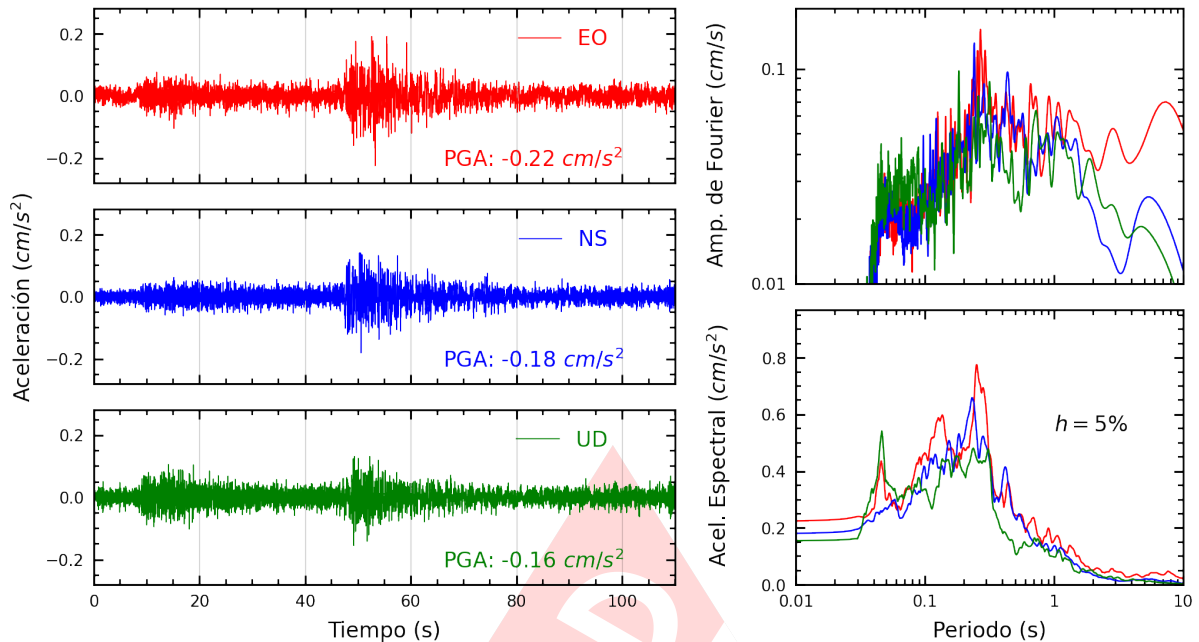 Aceleración (cm/s²)
0.2
0.0
−0.2
EO
PGA: -0.22 cm/s²
0.2
0.0
−0.2
NS
PGA: -0.18 cm/s²
0.2
0.0
−0.2
UD
PGA: -0.16 cm/s²
0 20 40 60 80 100
Tiempo (s)
Amp. de Fourier (cm/s)
0.1
0.01
Acel. Espectral (cm/s²)
0.8
0.6
0.4
0.2
0.0
h = 5%
0.01 0.1 1 10
Periodo (s)